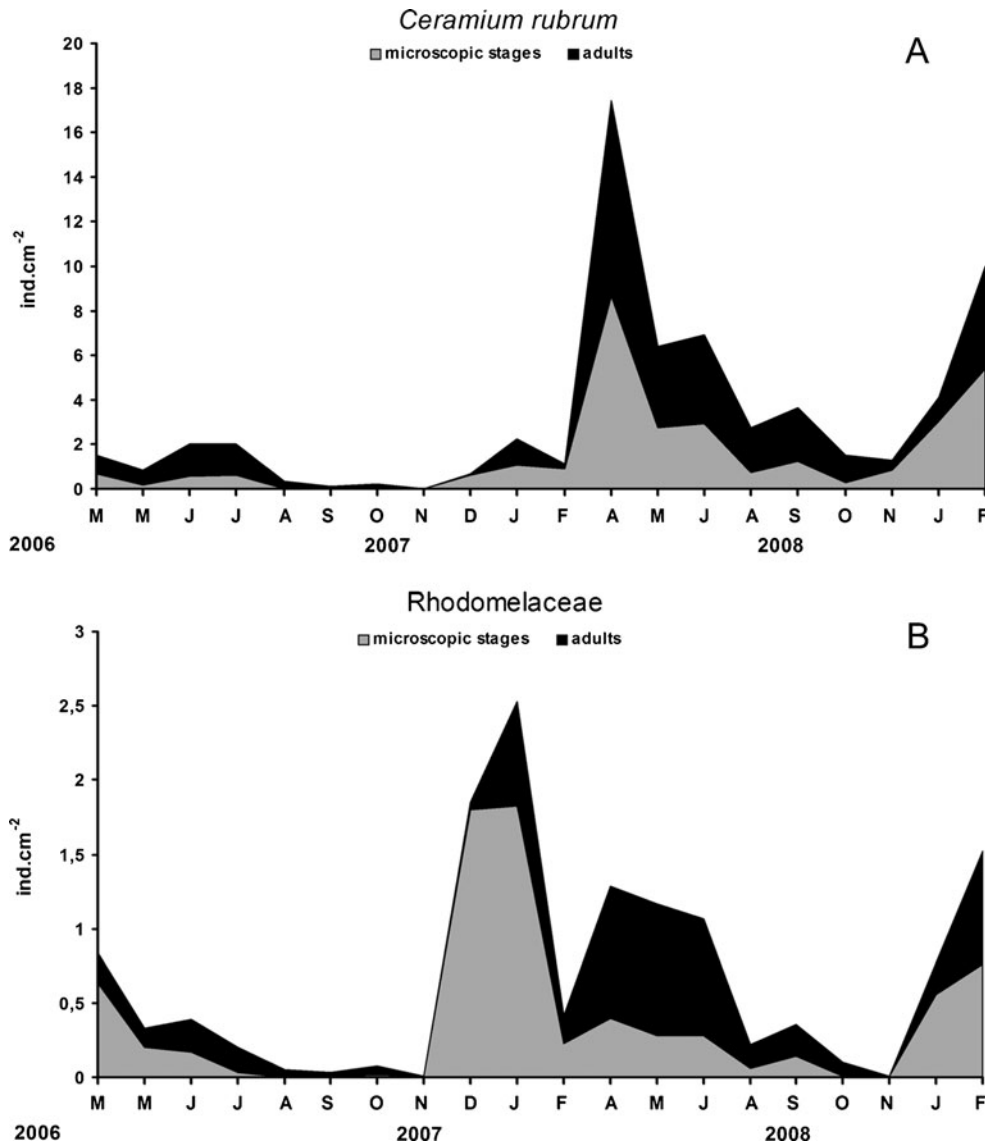 Ceramium rubrum
microscopic stages adults
A
20
18
16
14
12
10
8
6
4
2
0
ind.cm-2
M M J J A S O N D J F A M J A S O N J F
2006 2007 2008
Rhodomelaceae
microscopic stages adults
B
3
2,5
2
1,5
1
0,5
0
ind.cm-2
M M J J A S O N D J F A M J A S O N J F
2006 2007 2008